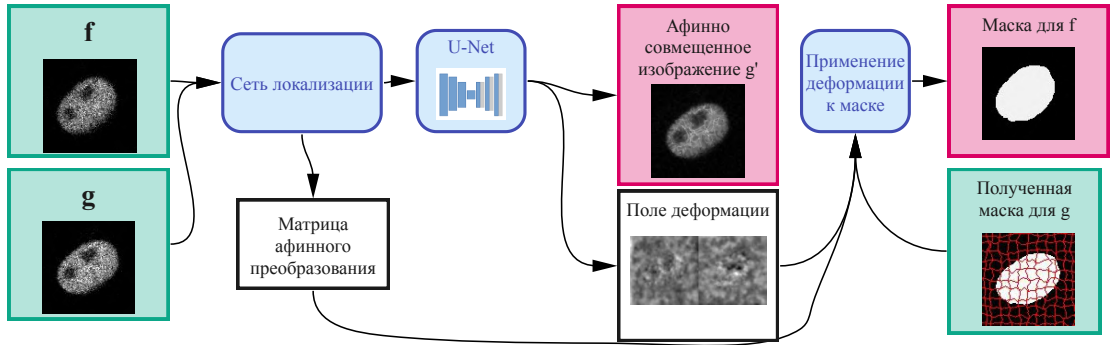 f
g
Сеть локализации
Матрица
афинного
преобразования
U-Net
Афинно
совмещенное
изображение g'
Поле деформации
Применение
деформации
к маске
Маска для f
Полученная
маска для g